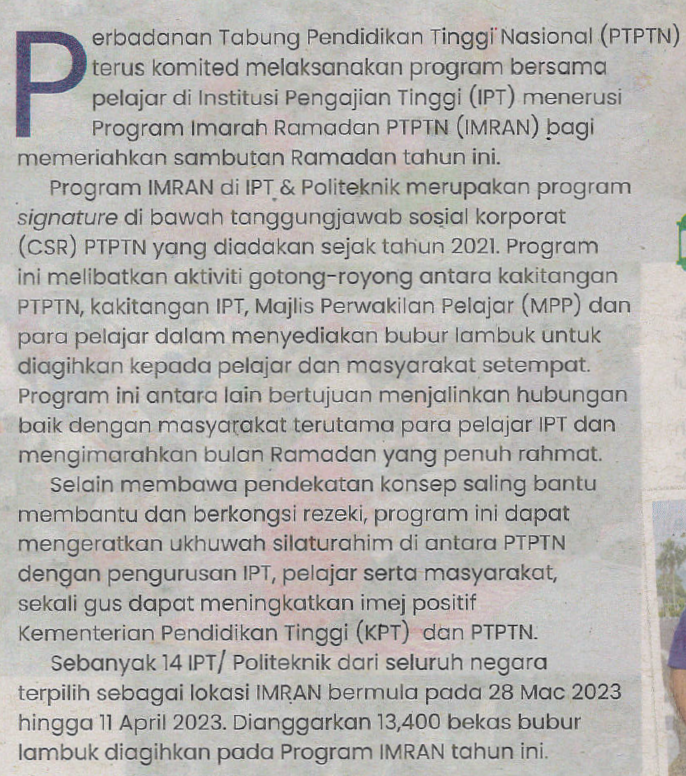 Perbadanan Tabung Pendidikan Tinggi Nasional (PTPTN)
terus komited melaksanakan program bersama
pelajar di Institusi Pengajian Tinggi (IPT) menerusi
Program Imarah Ramadan PTPTN (IMRAN) bagi
memeriahkan sambutan Ramadan tahun ini.
Program IMRAN di IPT & Politeknik merupakan program
signature di bawah tanggungjawab sosial korporat
(CSR) PTPTN yang diadakan sejak tahun 2021. Program
ini melibatkan aktiviti gotong-royong antara kakitangan
PTPTN, kakitangan IPT, Majlis Perwakilan Pelajar (MPP) dan
para pelajar dalam menyediakan bubur lambuk untuk
diagihkan kepada pelajar dan masyarakat setempat.
Program ini antara lain bertujuan menjalinkan hubungan
baik dengan masyarakat terutama para pelajar IPT dan
mengimarahkan bulan Ramadan yang penuh rahmat.
Selain membawa pendekatan konsep saling bantu
membantu dan berkongsi rezeki, program ini dapat
mengeratkan ukhuwah silaturahim di antara PTPTN
dengan pengurusan IPT, pelajar serta masyarakat,
sekali gus dapat meningkatkan imej positif
Kementerian Pendidikan Tinggi (KPT) dan PTPTN.
Sebanyak 14 IPT/ Politeknik dari seluruh negara
terpilih sebagai lokasi IMRAN bermula pada 28 Mac 2023
hingga 11 April 2023. Dianggarkan 13,400 bekas bubur
lambuk diagihkan pada Program IMRAN tahun ini.